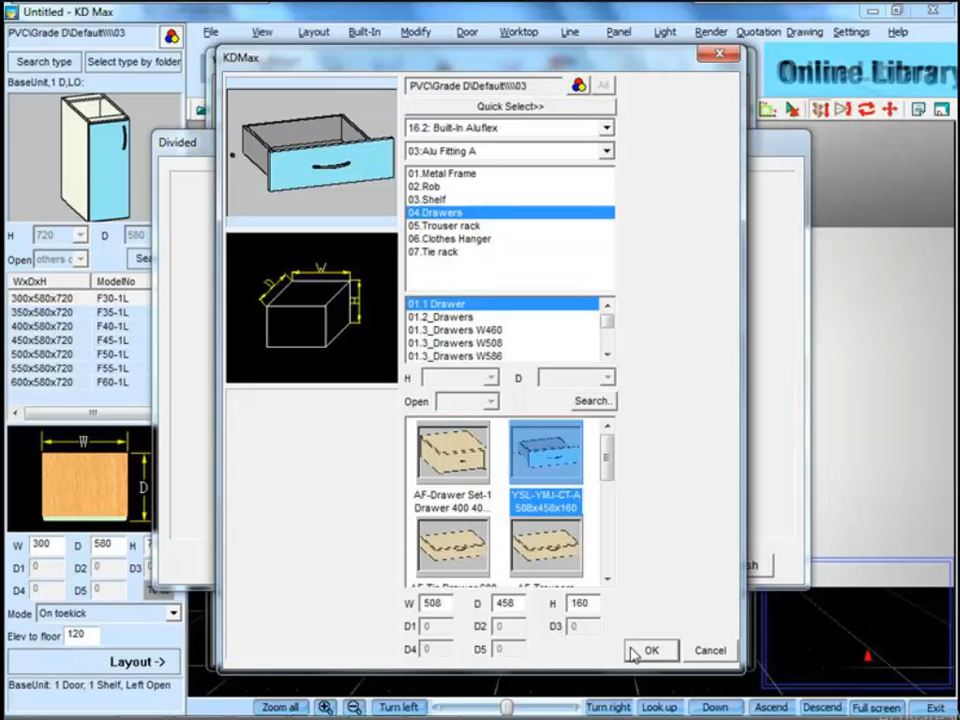 Untitled - KD Max
PVC\Grade D\Default\\\\03
File View Layout Built-In Modify Door Worktop Line Panel Light Render Quotation Drawing Settings Help
Search type Select type by folder
BaseUnit,1 D,LO:
Online Library
H 720 D 580
Open others c Sea
WxDxH ModelNo
300x580x720 F30-1L
350x580x720 F35-1L
400x580x720 F40-1L
450x580x720 F45-1L
500x580x720 F50-1L
550x580x720 F55-1L
600x580x720 F60-1L
W
D
W 300 D 580 H 7
D1 0 D2 0 D3 0
D4 0 D5 0
Mode On toekick
Elev to floor 120
Layout ->
BaseUnit: 1 Door, 1 Shelf, Left Open
Divided
KDMax
PVC\Grade D\Default\\\\03 All
Quick Select>>
16.2: Built-In Aluflex
03:Alu Fitting A
01.Metal Frame
02.Rob
03.Shelf
04.Drawers
05.Trouser rack
06.Clothes Hanger
07.Tie rack
W
D
H
01.1 Drawer
01.2_Drawers
01.3_Drawers W460
01.3_Drawers W508
01.3_Drawers W586
H D
Open Search..
AF-Drawer Set-1
Drawer 400 40...
YSL-YMJ-CT-A
508x458x160
W 508 D 458 H 160
D1 0 D2 0 D3 0
D4 0 D5 0
OK Cancel
sh
Zoom all Turn left Turn right Look up Down Ascend Descend Full screen Exit